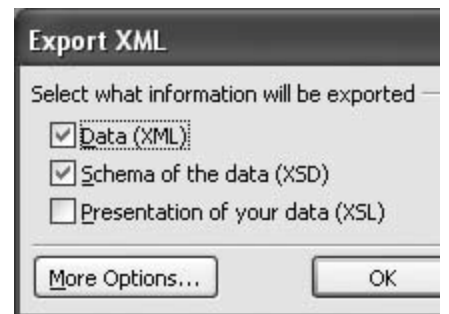 Export XML
Select what information will be exported
Data (XML)
Schema of the data (XSD)
Presentation of your data (XSL)
More Options... OK